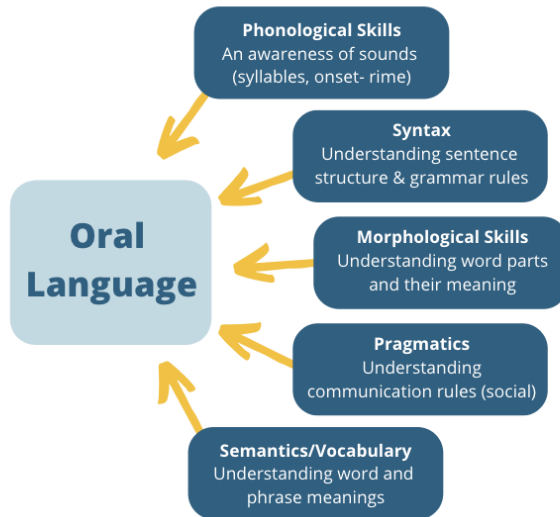 Phonological Skills
An awareness of sounds
(syllables, onset- rime)
Syntax
Understanding sentence
structure & grammar rules
Oral
Language
Morphological Skills
Understanding word parts
and their meaning
Pragmatics
Understanding
communication rules (social)
Semantics/Vocabulary
Understanding word and
phrase meanings